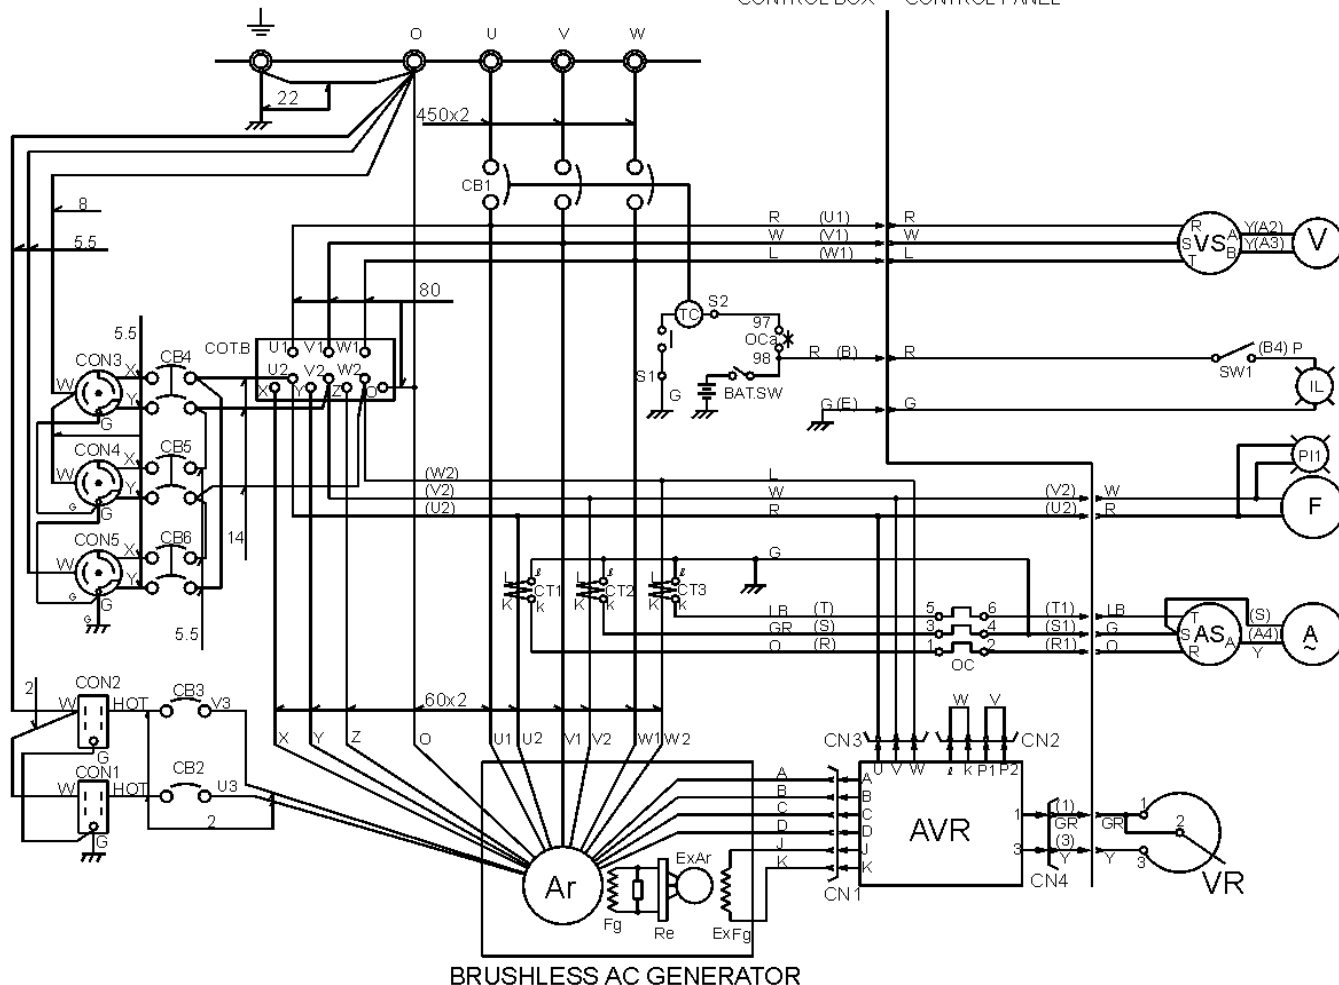 CONTROL BOX CONTROL PANEL
O U V W
22
450x2
CB1
8
5.5
R (U1) R
W (V1) W
L (W1) L
R
S VS A
T B
Y(A2)
Y(A3)
V
80
5.5
COT.B
U1 V1 W1
U2 V2 W2
X Y Z O
TC S2
97
OCa
98
S1
G
BAT.SW
R (B) R
SW1
(B4) P
IL
G (E) G
CON3 X CB4
W Y
G
CON4 X CB5
W Y
G G
CON5 X CB6
W Y
G G
G
14
5.5
(W2) L
(V2) W (V2) W
(U2) R (U2) R
PI1
F
G
L ℓ CT1 K k
L ℓ CT2 K k
L ℓ CT3 K k
LB (T) 5 6 (T1) LB
GR (S) 3 4 (S1) G
O (R) 1 2 (R1) O
OC
T
S AS A
R
(S)
(A4)
Y
A
~
2
CON2
W HOT
CB3
V3
G
CON1
W HOT
CB2
U3
G
2
60x2
X Y Z O U1 U2 V1 V2 W1 W2
W V
CN3 CN2
U V W ℓ k P1 P2
A A
B B
C C
D D
J J
K K
CN1
AVR
1
3
(1)
GR GR
(3)
Y Y
CN4
1
2
3
VR
Ar
Fg
ExAr
Re
ExFg
BRUSHLESS AC GENERATOR